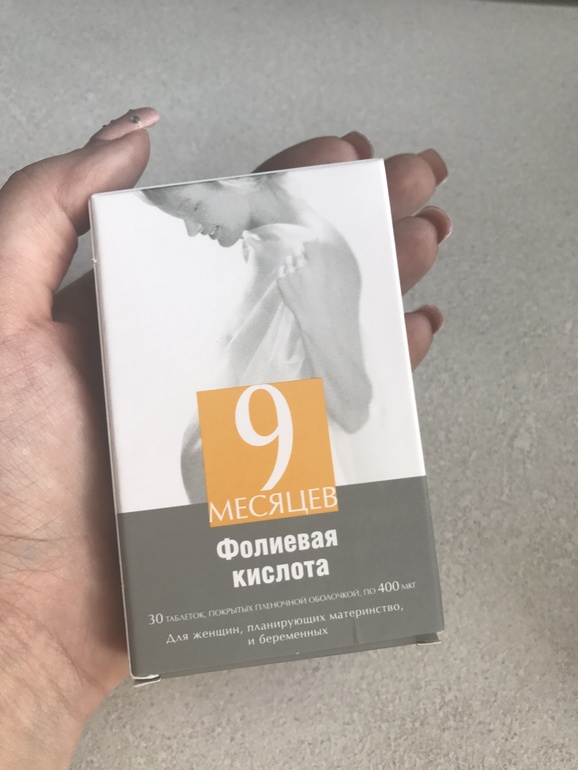 9
МЕСЯЦЕВ
Фолиевая
кислота
30 ТАБЛЕТОК, ПОКРЫТЫХ ПЛЕНОЧНОЙ ОБОЛОЧКОЙ, ПО 400 МКГ
Для женщин, планирующих материнство,
и беременных